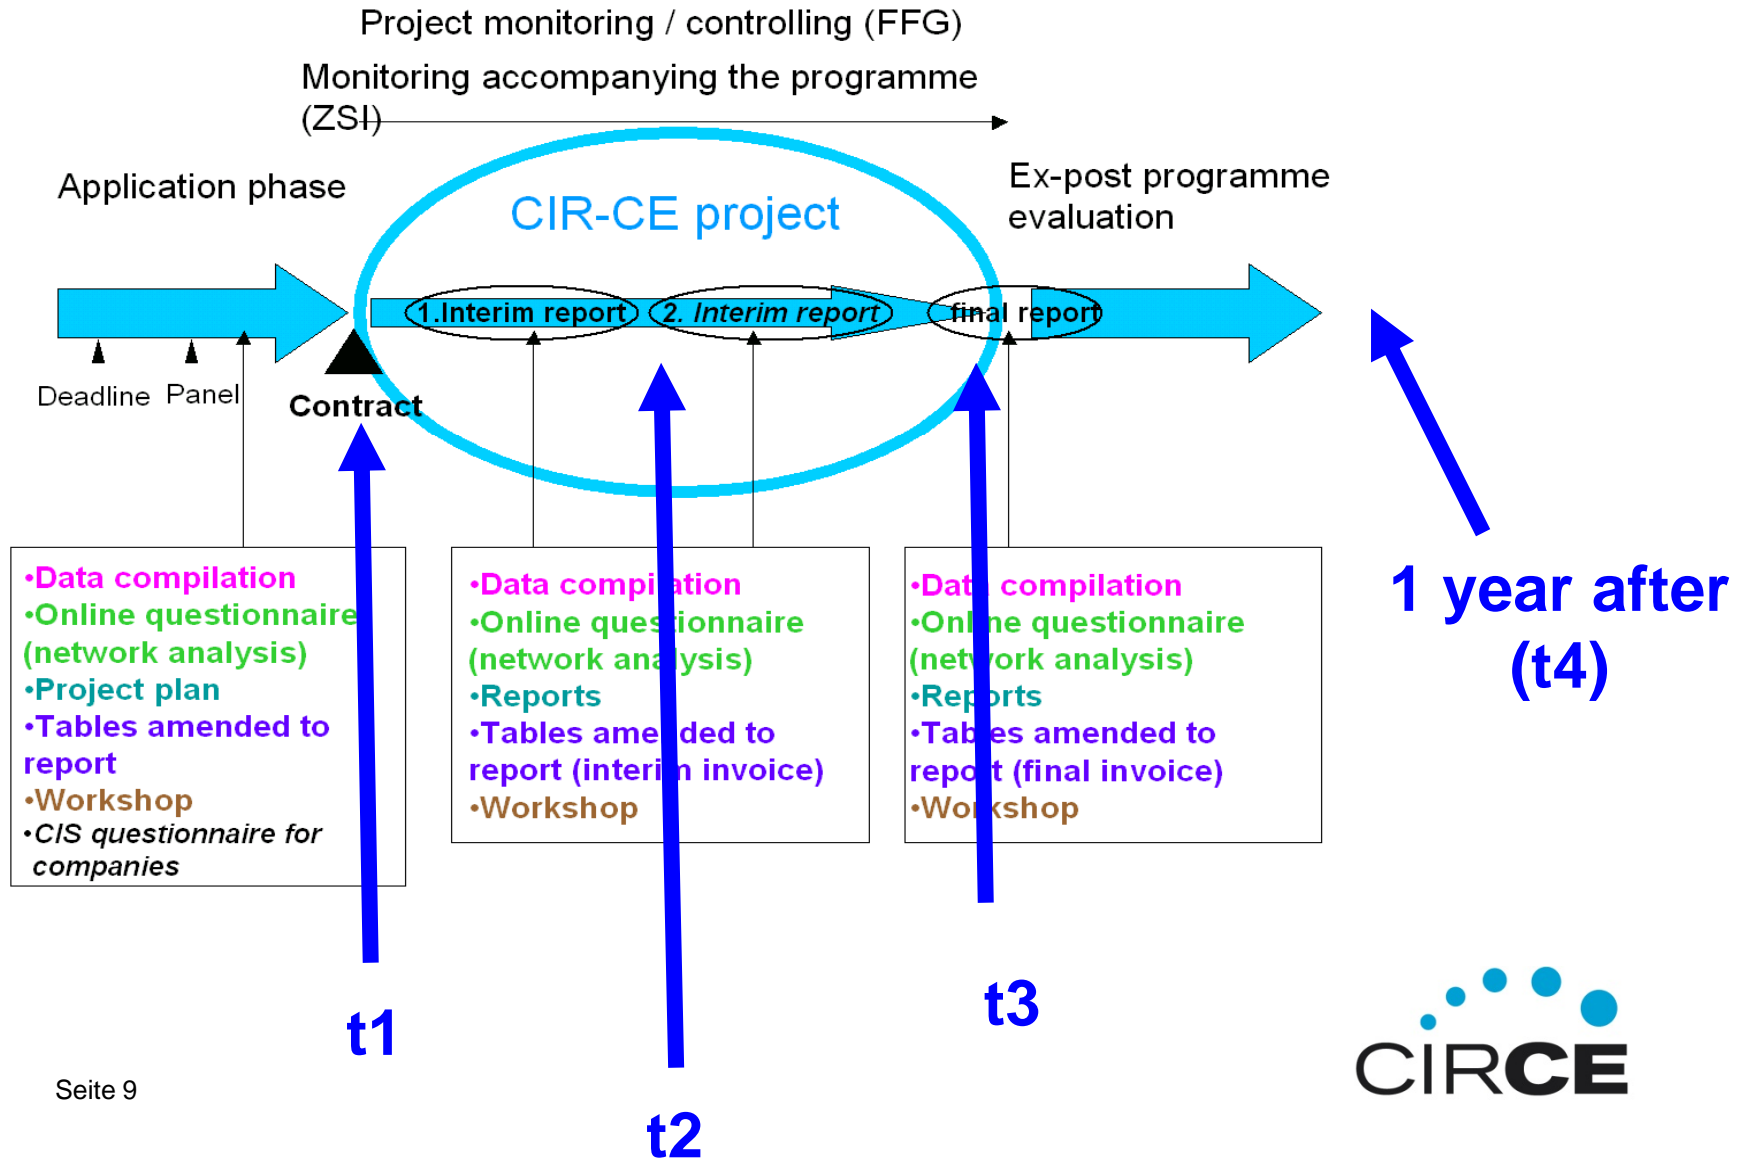 Project monitoring / controlling (FFG)
Monitoring accompanying the programme
(ZSI)
Application phase
CIR-CE project
Ex-post programme
evaluation
1.Interim report
2. Interim report
final report
Deadline
Panel
Contract
•Data compilation
•Online questionnaire
(network analysis)
•Project plan
•Tables amended to
report
•Workshop
•CIS questionnaire for
companies
•Data compilation
•Online questionnaire
(network analysis)
•Reports
•Tables amended to
report (interim invoice)
•Workshop
•Data compilation
•Online questionnaire
(network analysis)
•Reports
•Tables amended to
report (final invoice)
•Workshop
1 year after
(t4)
t1
t2
t3
CIRCE
Seite 9